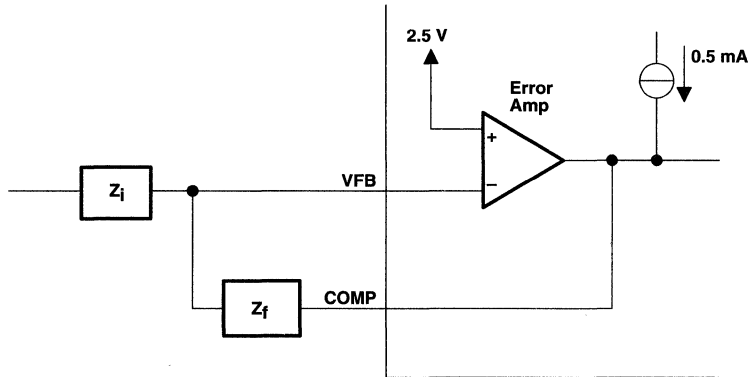 2.5 V
0.5 mA
Error
Amp
+
Zi
VFB
–
Zf
COMP